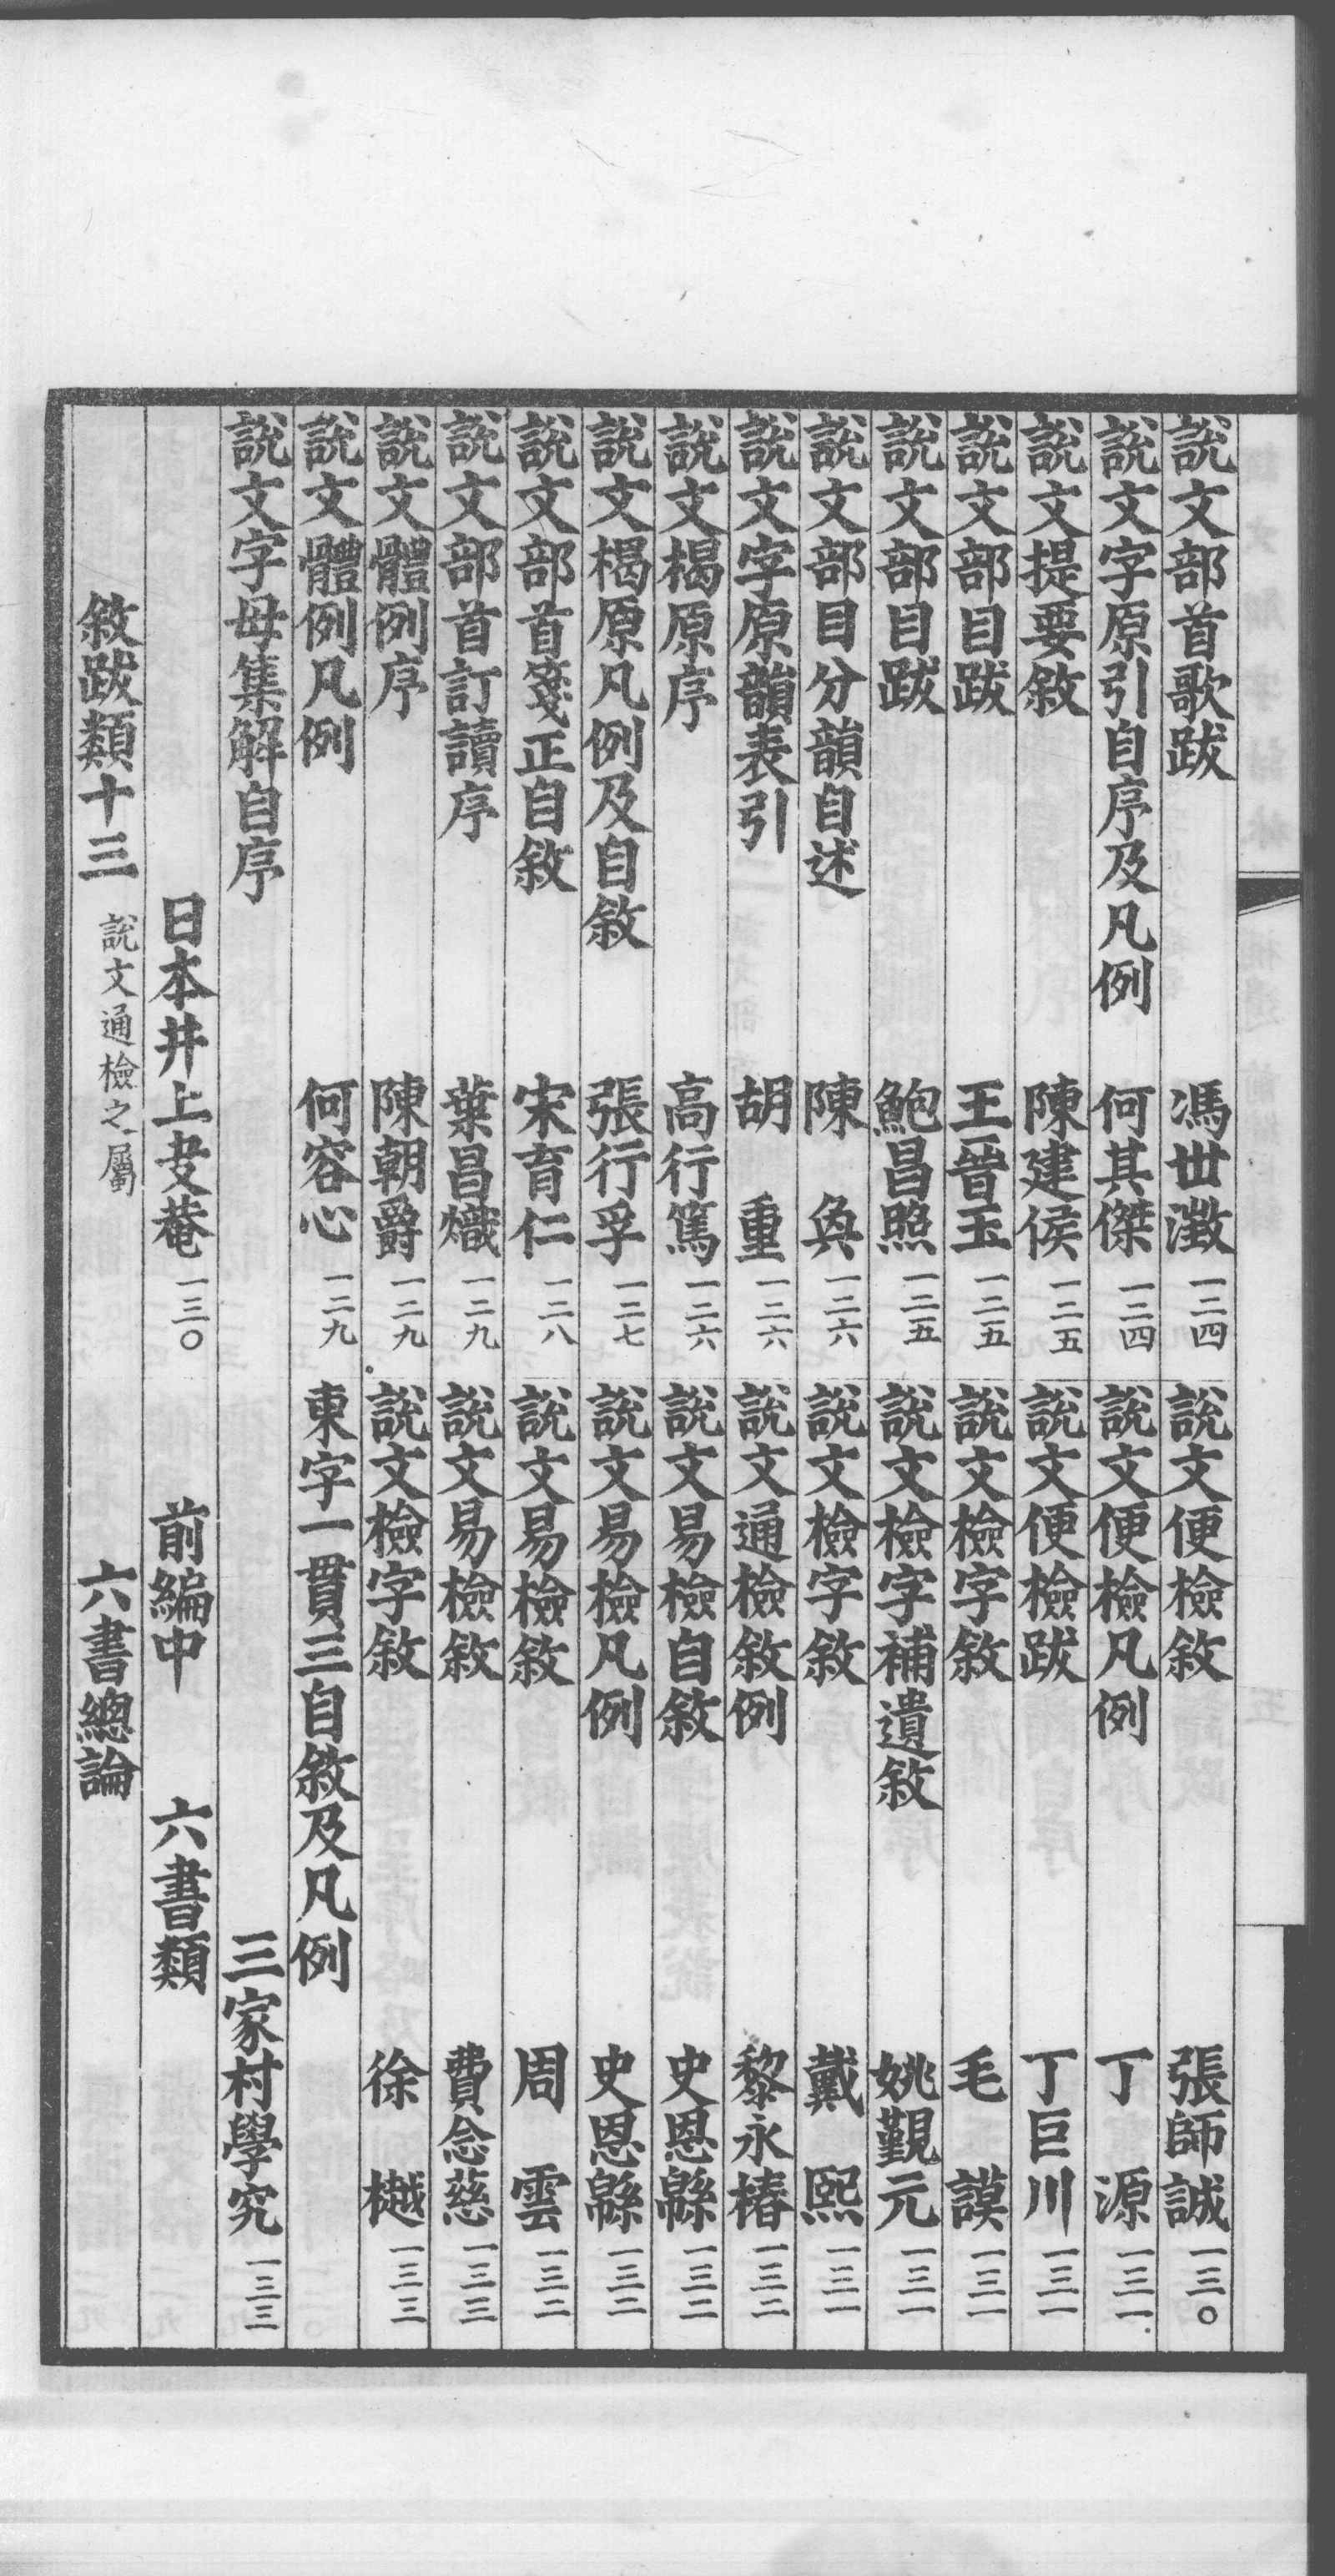 說文部首歌跋 馮世澂 一二四
說文字原引自序及凡例 何其傑 一二四
說文提要敘 陳建侯 一二五
說文部目跋 王晉玉 一二五
說文部目跋 鮑昌照 一二五
說文部目分韻自述 陳奐 一二六
說文字原韻表引 胡重 一二六
說文楬原序 高行篤 一二六
說文楬原凡例及自敘 張行孚 一二七
說文部首箋正自敘 宋育仁 一二八
說文部首訂讀序 葉昌熾 一二九
說文體例序 陳朝爵 一二九
說文體例凡例 何容心 一二九
說文字母集解自序
日本井上菴 一三〇
敘跋類十三 說文通檢之屬
說文便檢敘 張師誠 一三〇
說文便檢凡例 丁源 一三一
說文便檢跋 丁巨川 一三一
說文檢字敘 毛謨 一三一
說文檢字補遺敘 姚覲元 一三一
說文檢字敘 戴熙 一三一
說文通檢敘例 黎永椿 一三二
說文易檢自敘 史恩緜 一三二
說文易檢凡例 史恩緜 一三二
說文易檢敘 周雲 一三二
說文易檢敘 費念慈 一三三
說文檢字敘 徐樾 一三三
東字一貫三自敘及凡例
三家村學究 一三三
前編中 六書類
六書總論